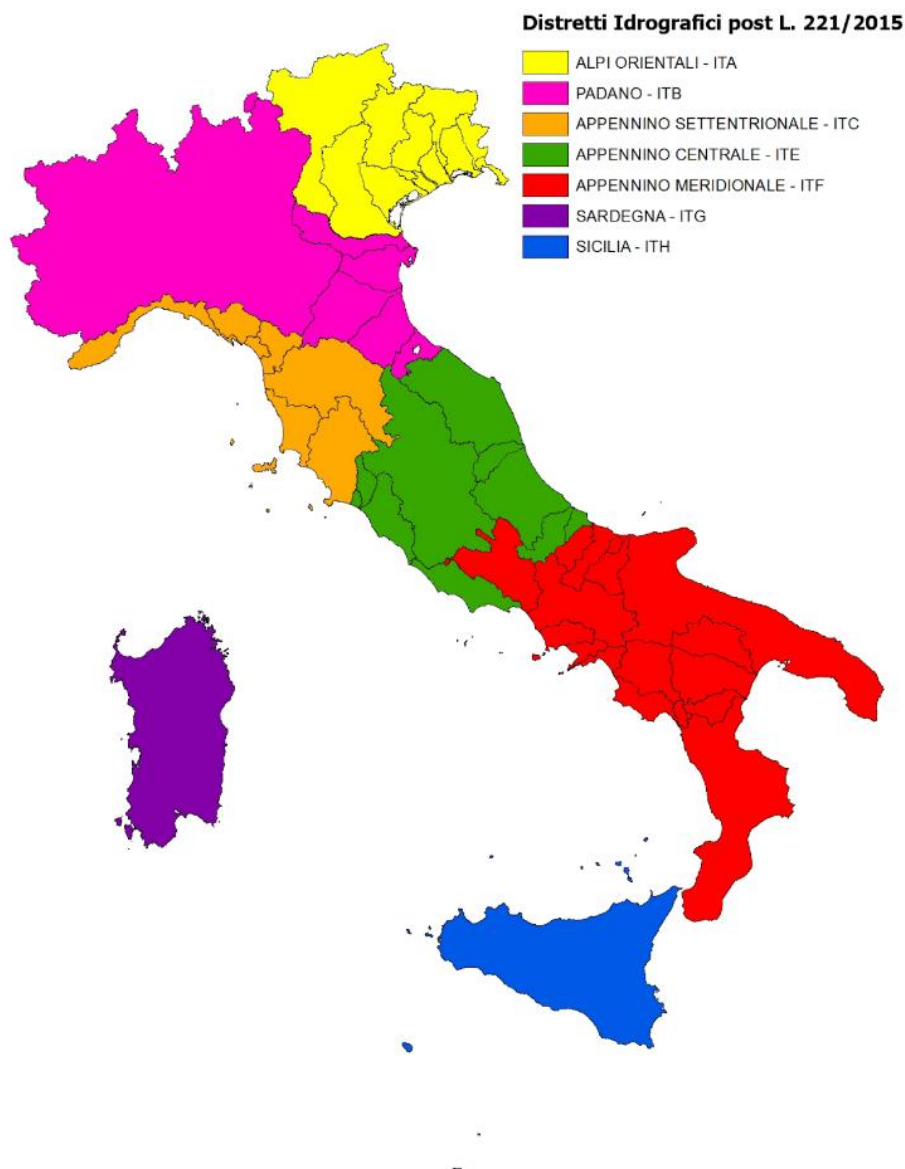 Distretti Idrografici post L. 221/2015
ALPI ORIENTALI - ITA
PADANO - ITB
APPENNINO SETTENTRIONALE - ITC
APPENNINO CENTRALE - ITE
APPENNINO MERIDIONALE - ITF
SARDEGNA - ITG
SICILIA - ITH